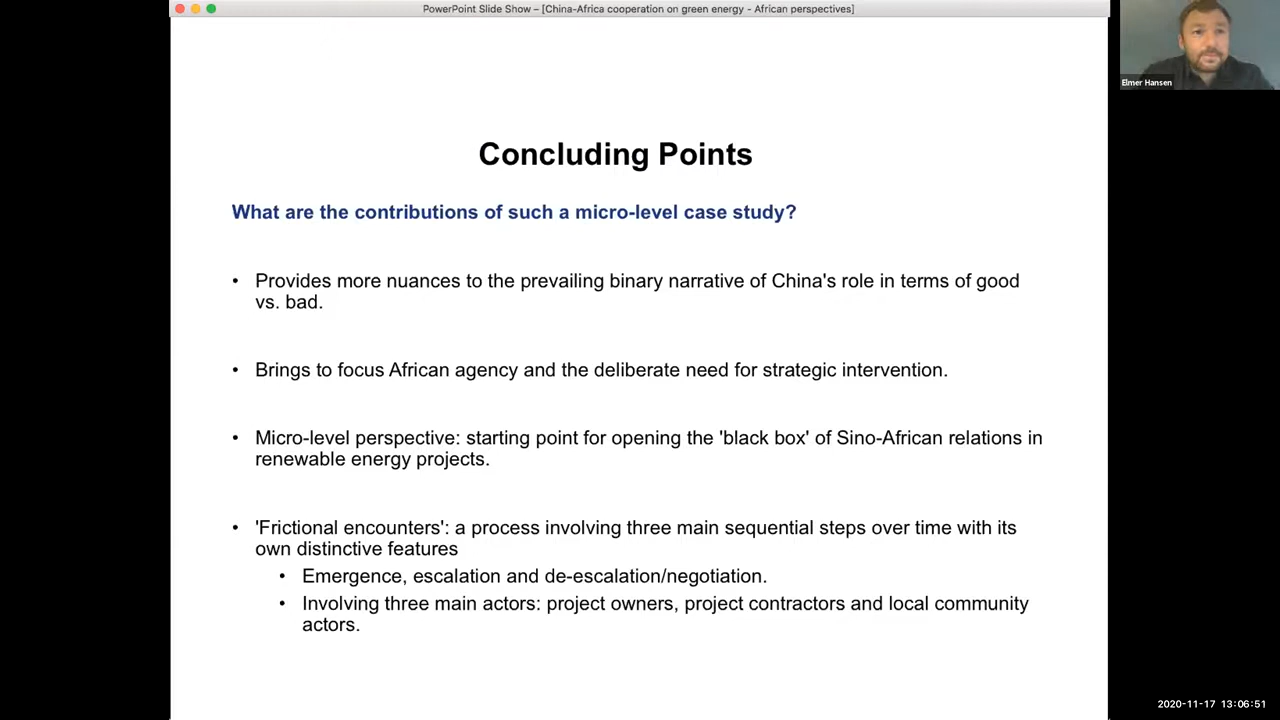 PowerPoint Slide Show – [China-Africa cooperation on green energy - African perspectives]
Elmer Hansen
Concluding Points
What are the contributions of such a micro-level case study?
• Provides more nuances to the prevailing binary narrative of China's role in terms of good
vs. bad.
• Brings to focus African agency and the deliberate need for strategic intervention.
• Micro-level perspective: starting point for opening the 'black box' of Sino-African relations in
renewable energy projects.
• 'Frictional encounters': a process involving three main sequential steps over time with its
own distinctive features
• Emergence, escalation and de-escalation/negotiation.
• Involving three main actors: project owners, project contractors and local community
actors.
2020-11-17 13:06:51